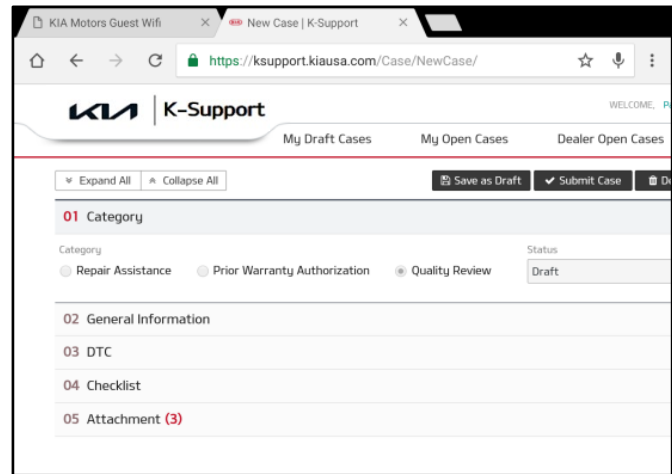 KIA Motors Guest Wifi
New Case | K-Support
https://ksupport.kiausa.com/Case/NewCase/
KIA | K-Support
WELCOME,
My Draft Cases My Open Cases Dealer Open Cases
Expand All Collapse All Save as Draft Submit Case
01 Category
Category Status
Repair Assistance Prior Warranty Authorization Quality Review Draft
02 General Information
03 DTC
04 Checklist
05 Attachment (3)